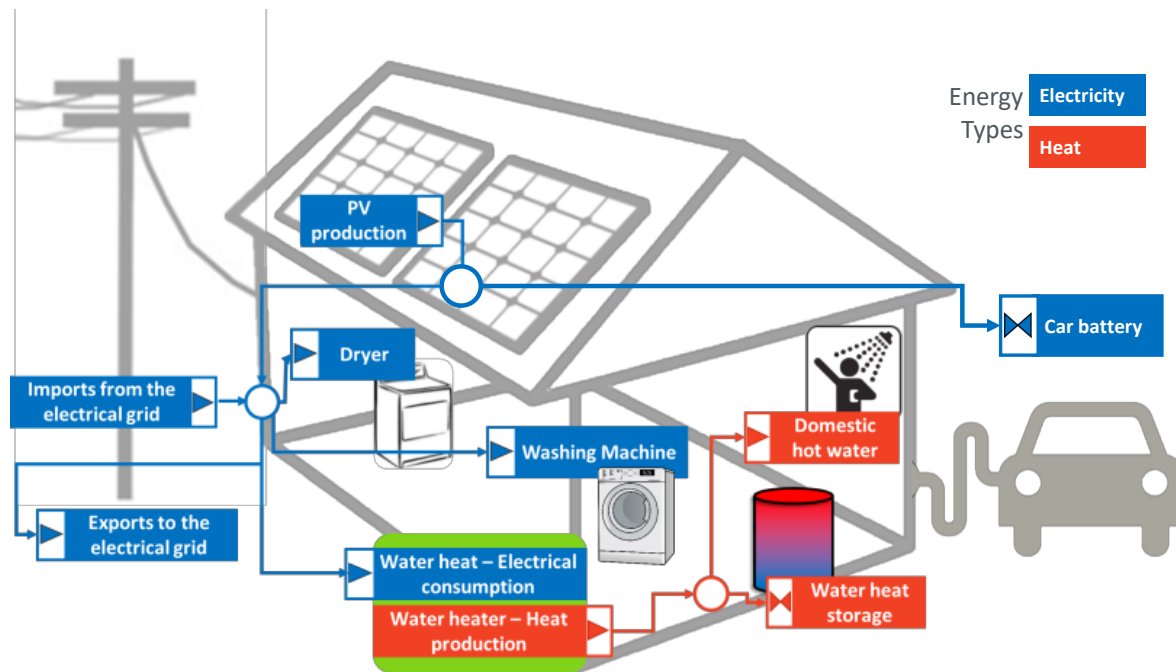 Energy
Types
Electricity
Heat
PV
production
Car battery
Dryer
Imports from the
electrical grid
Domestic
hot water
Washing Machine
Exports to the
electrical grid
Water heat – Electrical
consumption
Water heat
storage
Water heater – Heat
production